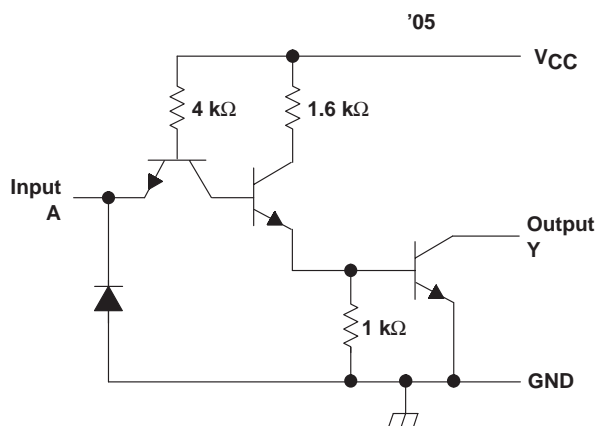 '05
VCC
4 kΩ
1.6 kΩ
Input
A
Output
Y
1 kΩ
GND